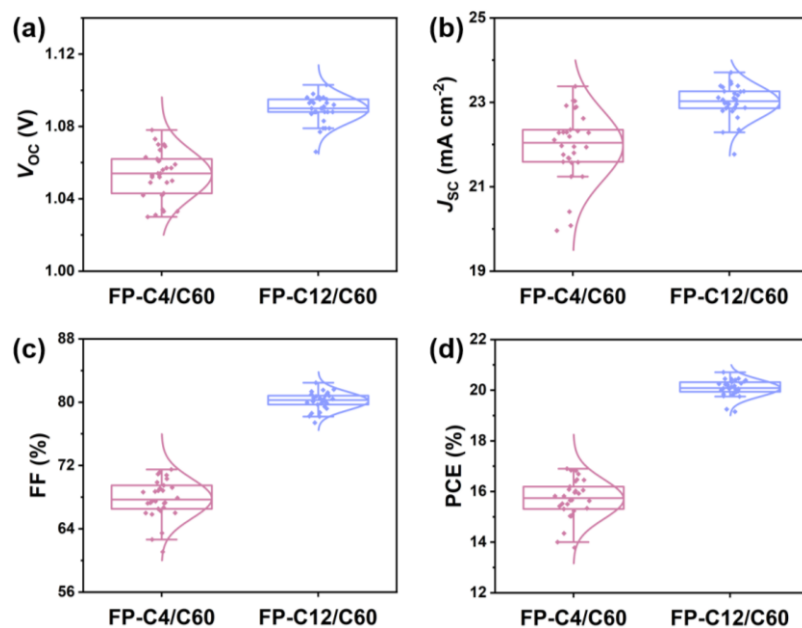 (a)
V_OC (V)
1.12
1.08
1.04
1.00
FP-C4/C60 FP-C12/C60
(b)
J_SC (mA cm⁻²)
25
23
21
19
FP-C4/C60 FP-C12/C60
(c)
FF (%)
88
80
72
64
56
FP-C4/C60 FP-C12/C60
(d)
PCE (%)
22
20
18
16
14
12
FP-C4/C60 FP-C12/C60